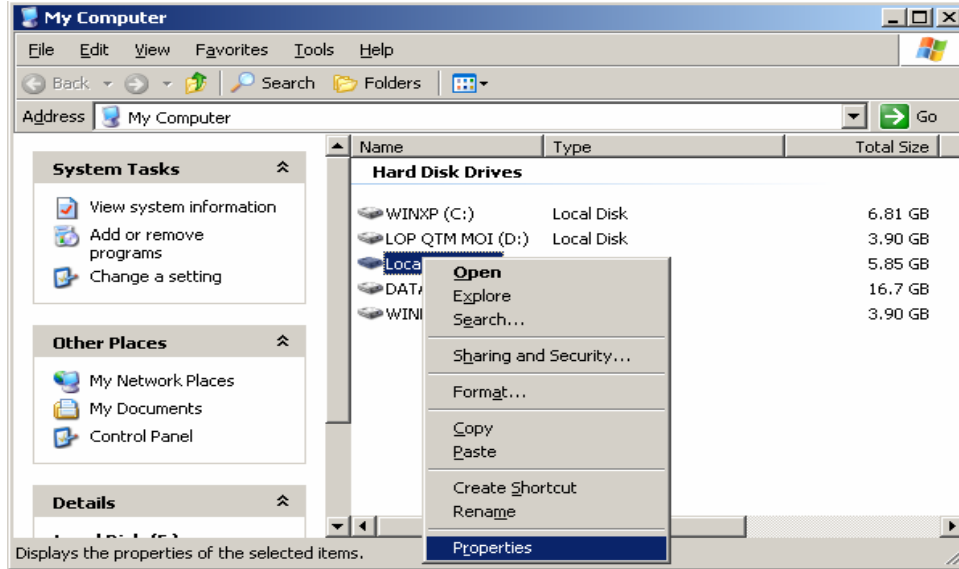 My Computer
File Edit View Favorites Tools Help
Back Search Folders
Address My Computer Go
System Tasks
View system information
Add or remove
programs
Change a setting
Other Places
My Network Places
My Documents
Control Panel
Details
Name Type Total Size
Hard Disk Drives
WINXP (C:) Local Disk 6.81 GB
LOP QTM MOI (D:) Local Disk 3.90 GB
5.85 GB
16.7 GB
3.90 GB
Open
Explore
Search...
Sharing and Security...
Format...
Copy
Paste
Create Shortcut
Rename
Properties
Displays the properties of the selected items.